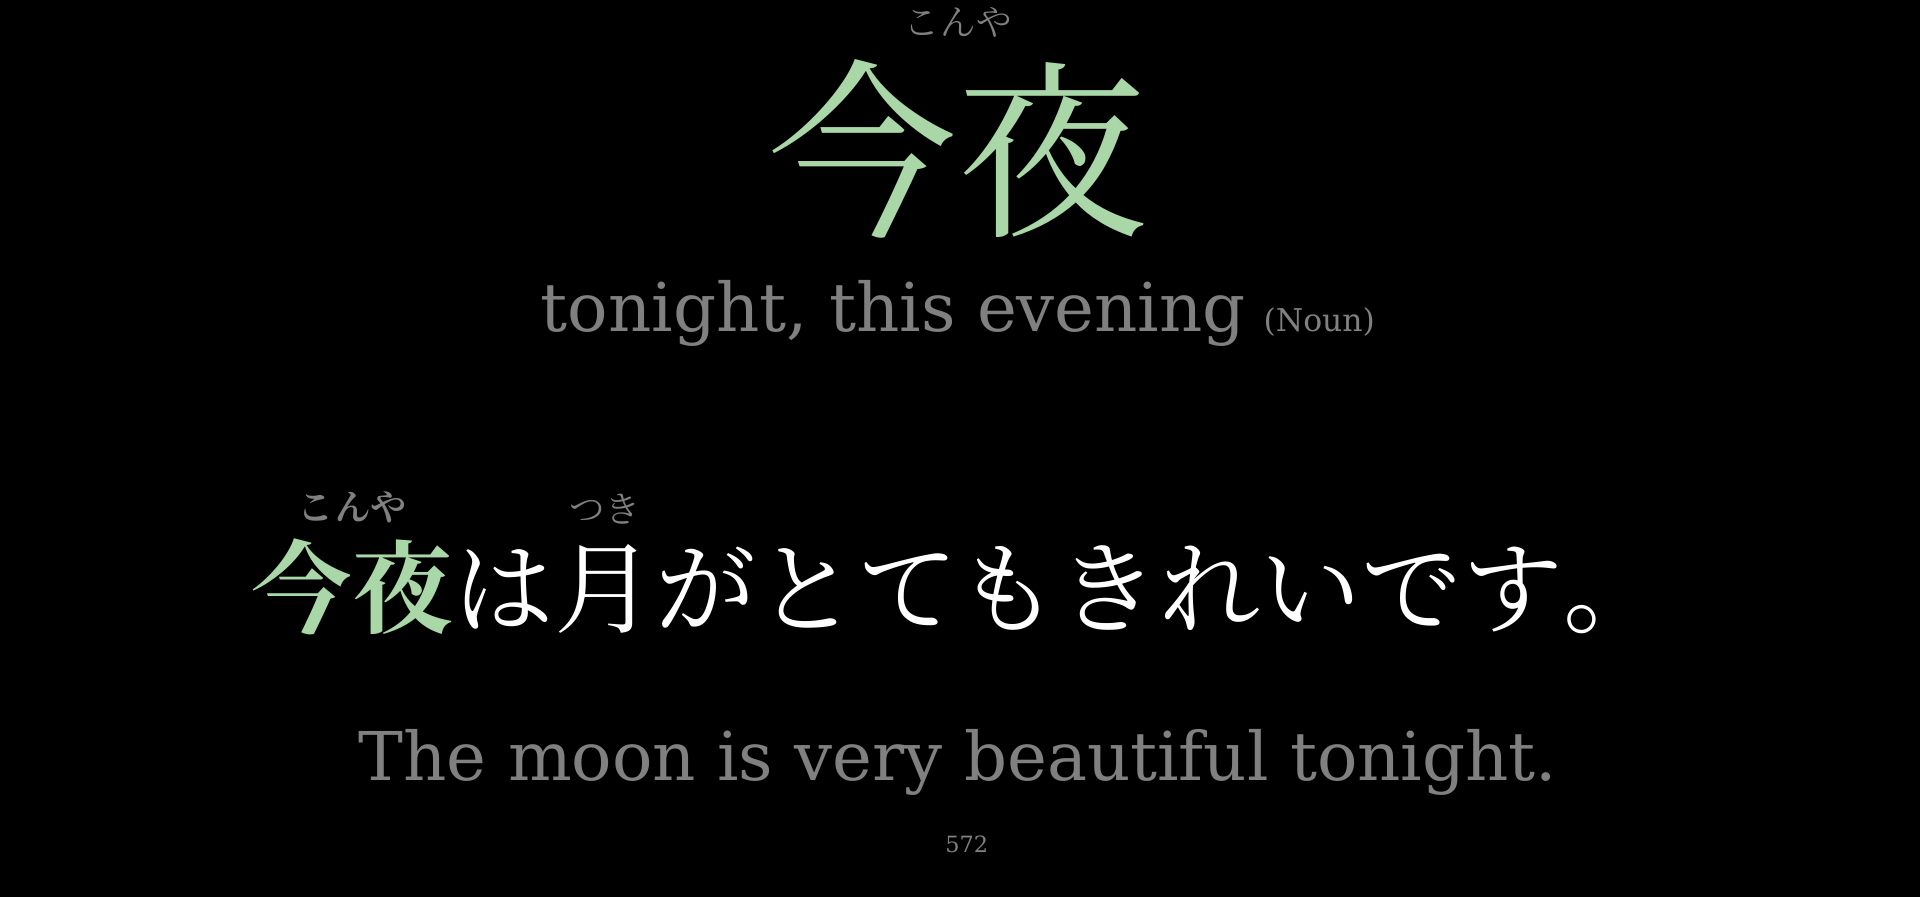 こんや
今夜
tonight, this evening (Noun)
こんや つき
今夜は月がとてもきれいです。
The moon is very beautiful tonight.
572